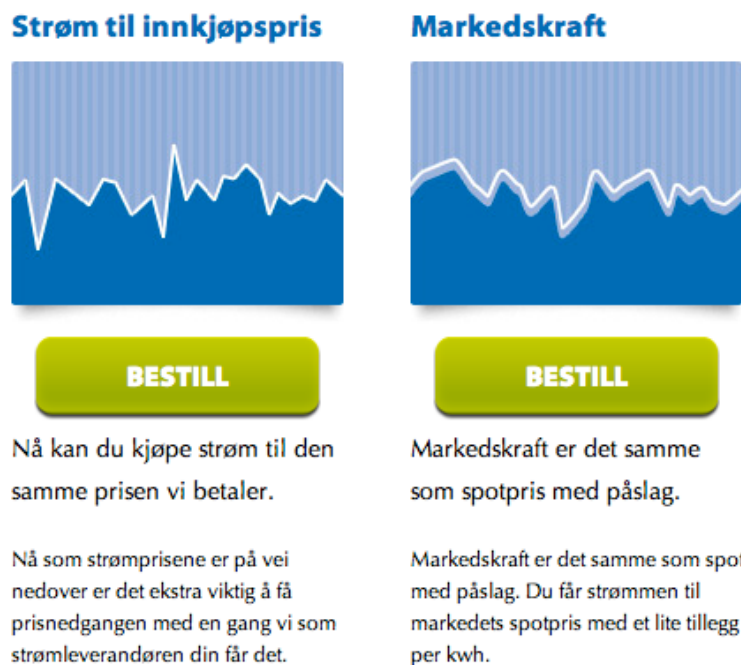 Strøm til innkjøpspris
BESTILL
Nå kan du kjøpe strøm til den
samme prisen vi betaler.
Nå som strømprisene er på vei
nedover er det ekstra viktig å få
prisnedgangen med en gang vi som
strømleverandøren din får det.
Markedskraft
BESTILL
Markedskraft er det samme
som spotpris med påslag.
Markedskraft er det samme som spot
med påslag. Du får strømmen til
markedets spotpris med et lite tillegg
per kwh.